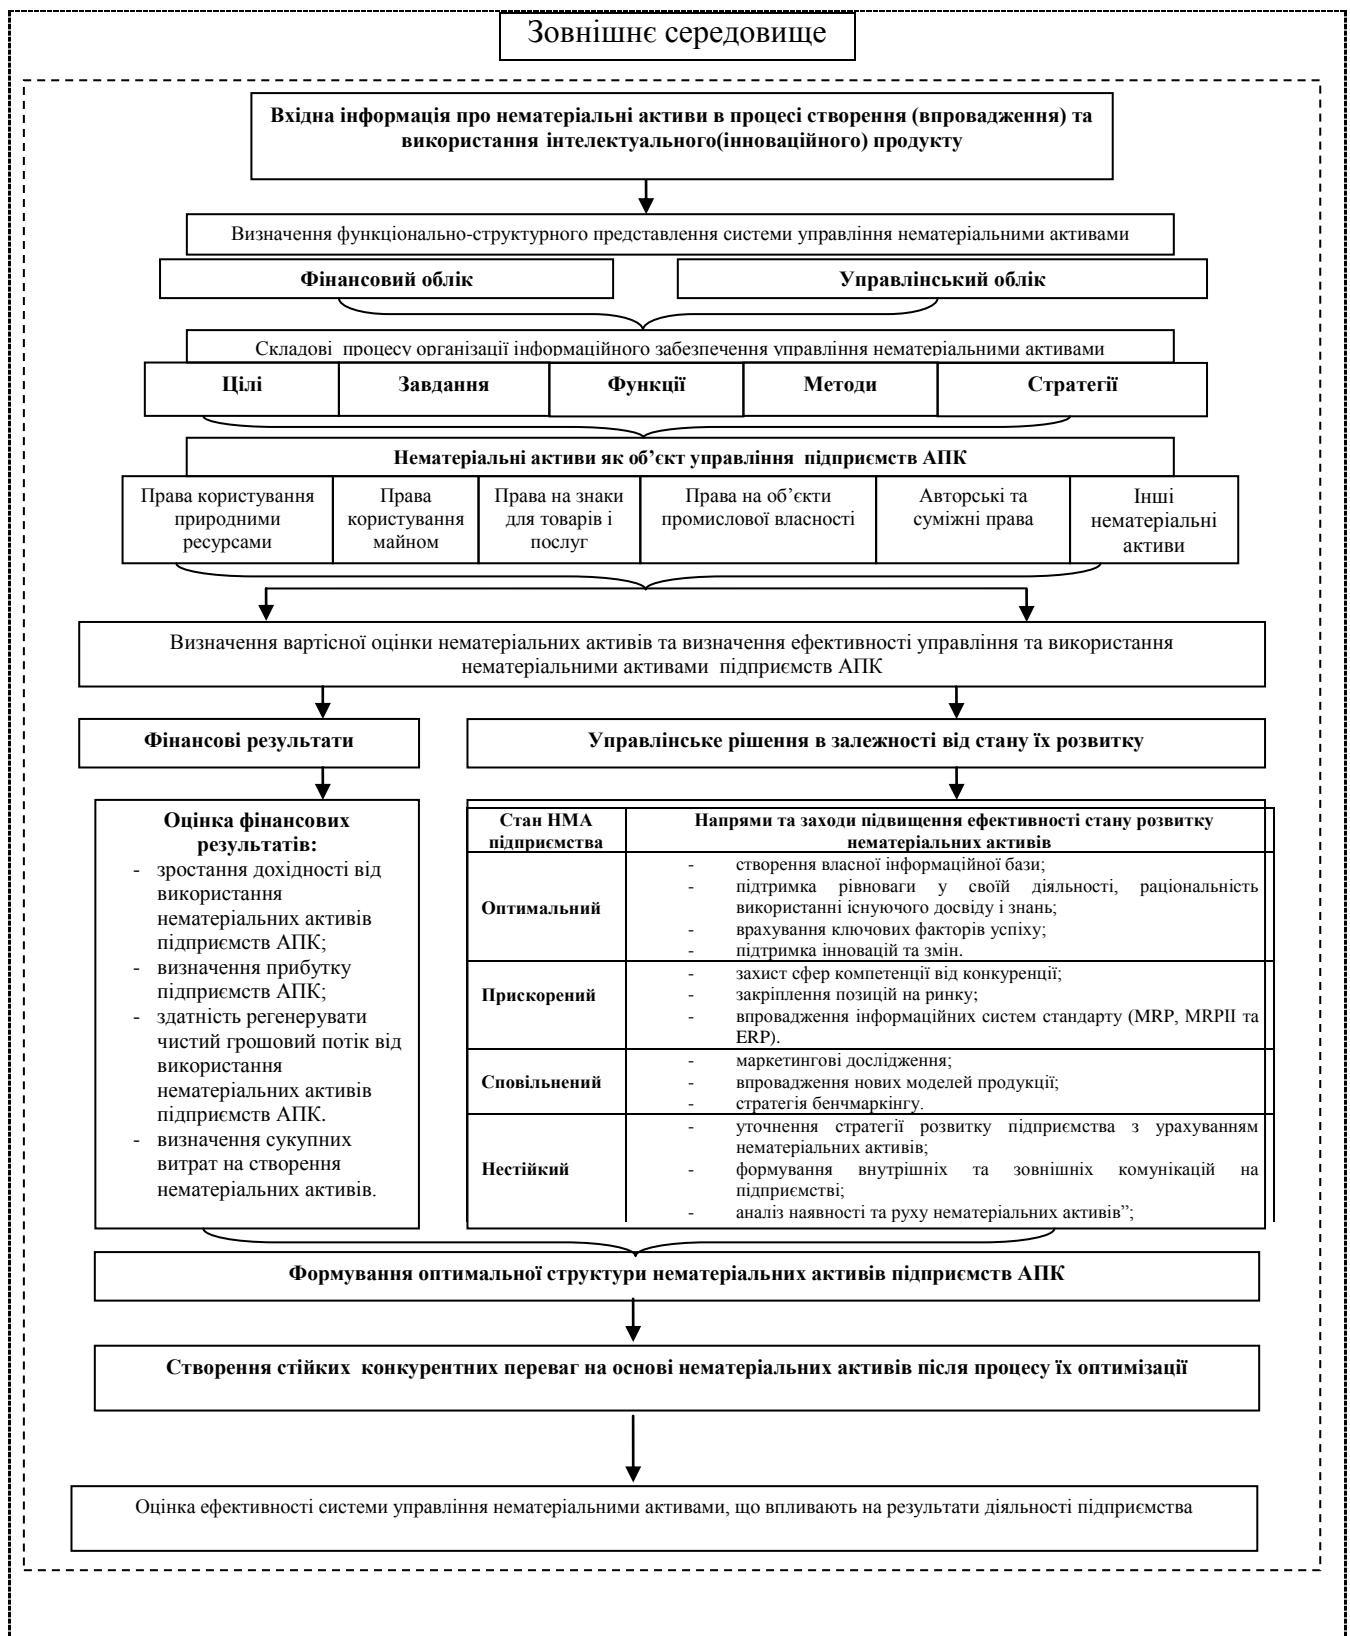 Зовнішнє середовище
Вхідна інформація про нематеріальні активи в процесі створення (впровадження) та
використання інтелектуального(інноваційного) продукту
Визначення функціонально-структурного представлення системи управління нематеріальними активами
Фінансовий облік
Управлінський облік
Складові процесу організації інформаційного забезпечення управління нематеріальними активами
Цілі
Завдання
Функції
Методи
Стратегії
Нематеріальні активи як об’єкт управління підприємств АПК
Права користування
природними
ресурсами
Права
користування
майном
Права на знаки
для товарів і
послуг
Права на об’єкти
промислової власності
Авторські та
суміжні права
Інші
нематеріальні
активи
Визначення вартісної оцінки нематеріальних активів та визначення ефективності управління та використання
нематеріальними активами підприємств АПК
Фінансові результати
Управлінське рішення в залежності від стану їх розвитку
Оцінка фінансових
результатів:
- зростання дохідності від
використання
нематеріальних активів
підприємств АПК;
- визначення прибутку
підприємств АПК;
- здатність регенерувати
чистий грошовий потік від
використання
нематеріальних активів
підприємств АПК.
- визначення сукупних
витрат на створення
нематеріальних активів.
Стан НМА
підприємства
Напрями та заходи підвищення ефективності стану розвитку
нематеріальних активів
Оптимальний
- створення власної інформаційної бази;
- підтримка рівноваги у своїй діяльності, раціональність
використанні існуючого досвіду і знань;
- врахування ключових факторів успіху;
- підтримка інновацій та змін.
Прискорений
- захист сфер компетенції від конкуренції;
- закріплення позицій на ринку;
- впровадження інформаційних систем стандарту (MRP, MRPII та
ERP).
Сповільнений
- маркетингові дослідження;
- впровадження нових моделей продукції;
- стратегія бенчмаркінгу.
Нестійкий
- уточнення стратегії розвитку підприємства з урахуванням
нематеріальних активів;
- формування внутрішніх та зовнішніх комунікацій на
підприємстві;
- аналіз наявності та руху нематеріальних активів”;
Формування оптимальної структури нематеріальних активів підприємств АПК
Створення стійких конкурентних переваг на основі нематеріальних активів після процесу їх оптимізації
Оцінка ефективності системи управління нематеріальними активами, що впливають на результати діяльності підприємства